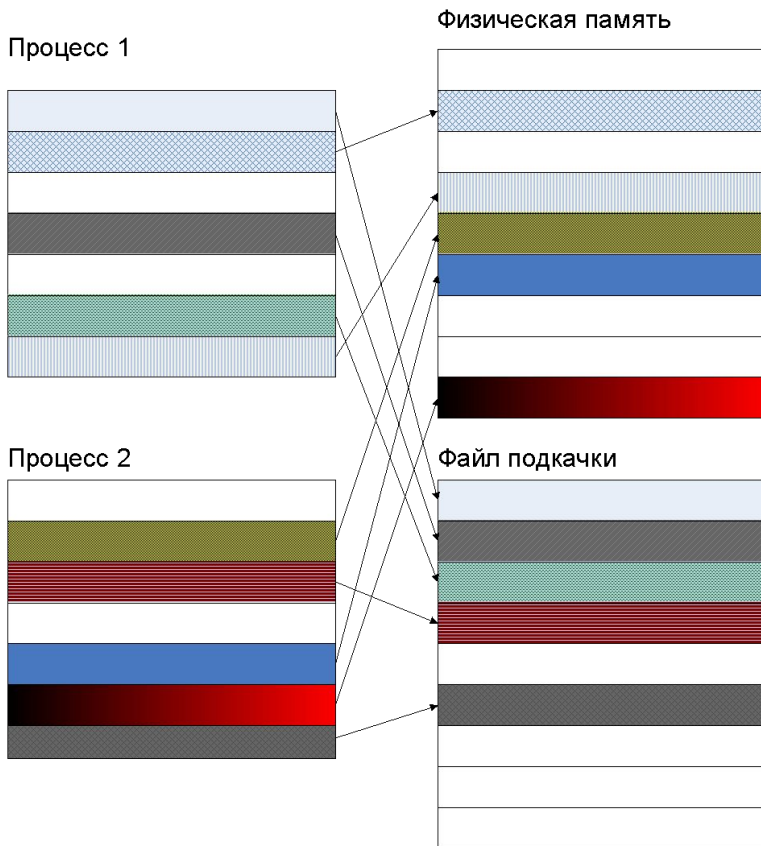 Процесс 1
Физическая память
Процесс 2
Файл подкачки